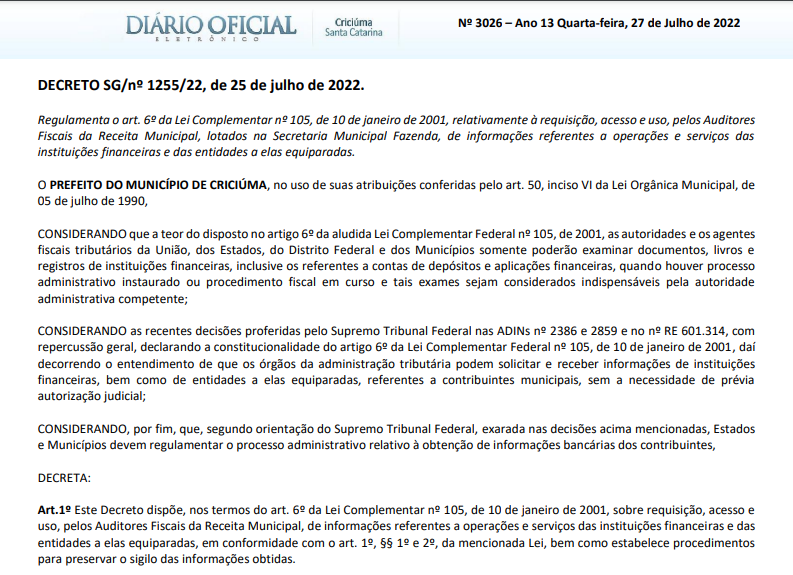 DIÁRIO OFICIAL
ELETRÔNICO
Criciúma
Santa Catarina
Nº 3026 – Ano 13 Quarta-feira, 27 de Julho de 2022
DECRETO SG/nº 1255/22, de 25 de julho de 2022.
Regulamenta o art. 6º da Lei Complementar nº 105, de 10 de janeiro de 2001, relativamente à requisição, acesso e uso, pelos Auditores
Fiscais da Receita Municipal, lotados na Secretaria Municipal Fazenda, de informações referentes a operações e serviços das
instituições financeiras e das entidades a elas equiparadas.
O PREFEITO DO MUNICÍPIO DE CRICIÚMA, no uso de suas atribuições conferidas pelo art. 50, inciso VI da Lei Orgânica Municipal, de
05 de julho de 1990,
CONSIDERANDO que a teor do disposto no artigo 6º da aludida Lei Complementar Federal nº 105, de 2001, as autoridades e os agentes
fiscais tributários da União, dos Estados, do Distrito Federal e dos Municípios somente poderão examinar documentos, livros e
registros de instituições financeiras, inclusive os referentes a contas de depósitos e aplicações financeiras, quando houver processo
administrativo instaurado ou procedimento fiscal em curso e tais exames sejam considerados indispensáveis pela autoridade
administrativa competente;
CONSIDERANDO as recentes decisões proferidas pelo Supremo Tribunal Federal nas ADINs nº 2386 e 2859 e no nº RE 601.314, com
repercussão geral, declarando a constitucionalidade do artigo 6º da Lei Complementar Federal nº 105, de 10 de janeiro de 2001, daí
decorrendo o entendimento de que os órgãos da administração tributária podem solicitar e receber informações de instituições
financeiras, bem como de entidades a elas equiparadas, referentes a contribuintes municipais, sem a necessidade de prévia
autorização judicial;
CONSIDERANDO, por fim, que, segundo orientação do Supremo Tribunal Federal, exarada nas decisões acima mencionadas, Estados
e Municípios devem regulamentar o processo administrativo relativo à obtenção de informações bancárias dos contribuintes,
DECRETA:
Art.1º Este Decreto dispõe, nos termos do art. 6º da Lei Complementar nº 105, de 10 de janeiro de 2001, sobre requisição, acesso e
uso, pelos Auditores Fiscais da Receita Municipal, de informações referentes a operações e serviços das instituições financeiras e das
entidades a elas equiparadas, em conformidade com o art. 1º, §§ 1º e 2º, da mencionada Lei, bem como estabelece procedimentos
para preservar o sigilo das informações obtidas.